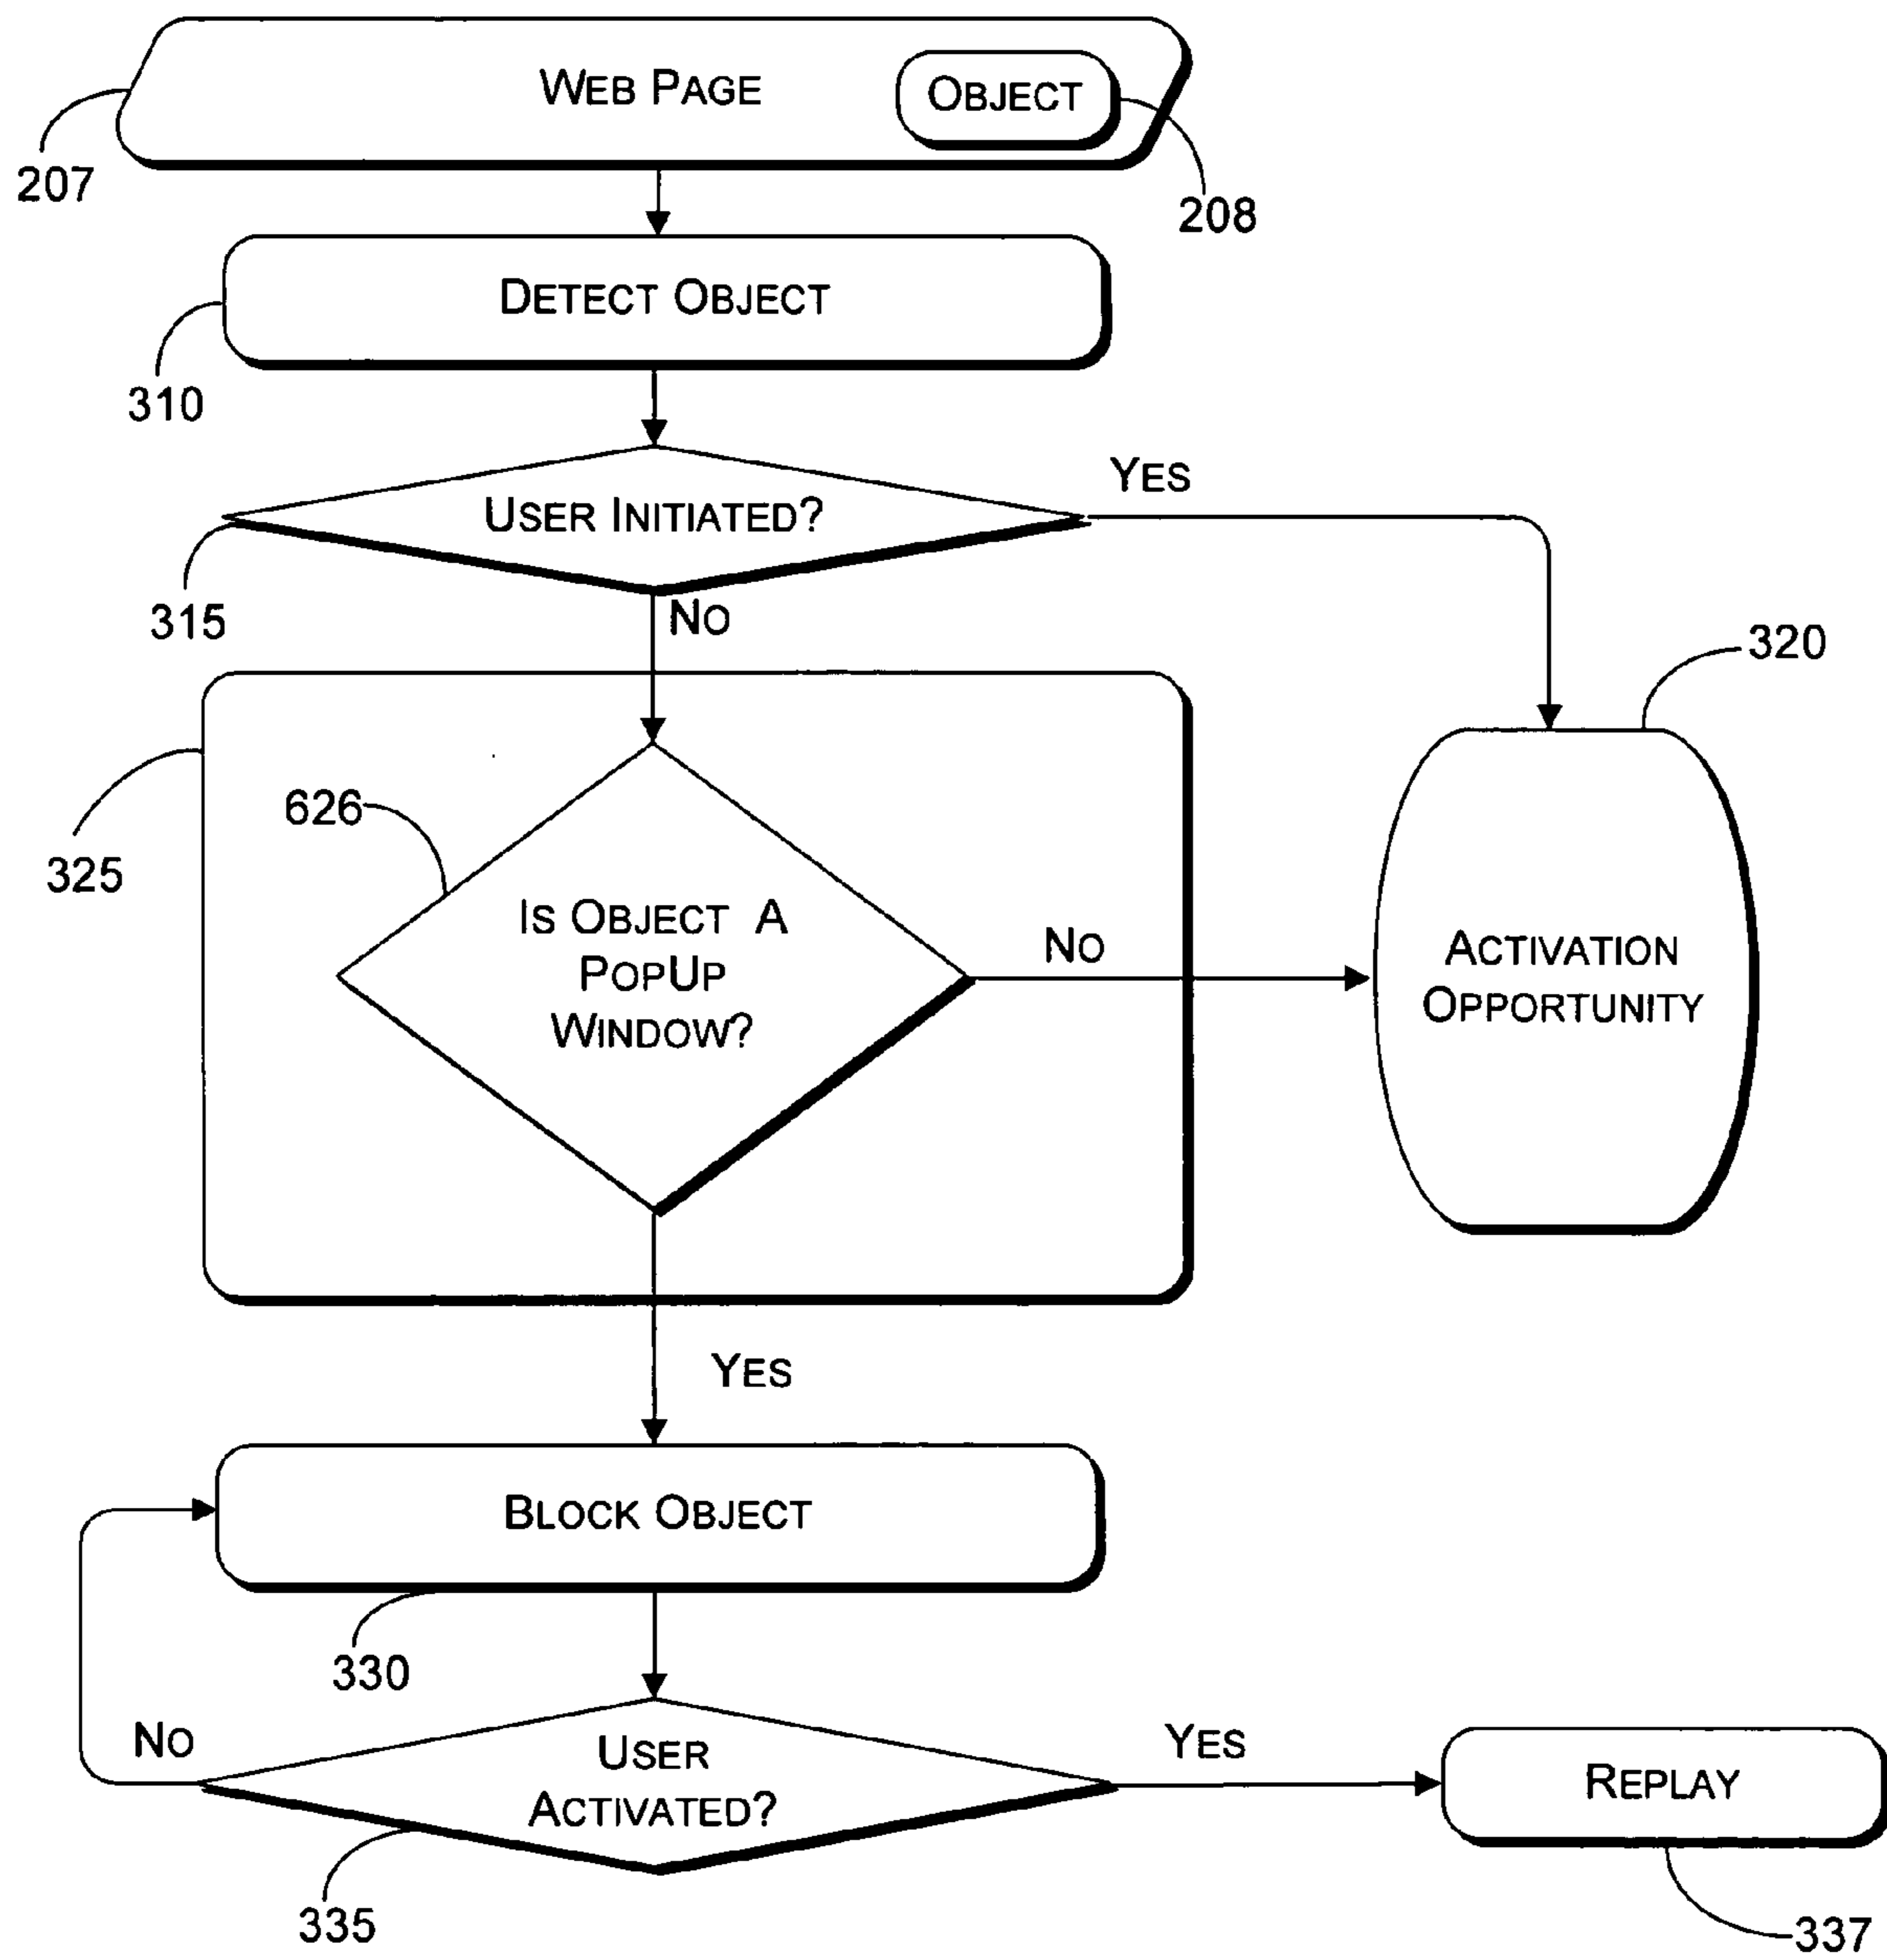 WEB PAGE
OBJECT
207
208
DETECT OBJECT
310
YES
USER INITIATED?
315
NO
320
626
325
IS OBJECT A
POPUP
WINDOW?
NO
ACTIVATION
OPPORTUNITY
YES
BLOCK OBJECT
330
NO
USER
ACTIVATED?
YES
REPLAY
335
337